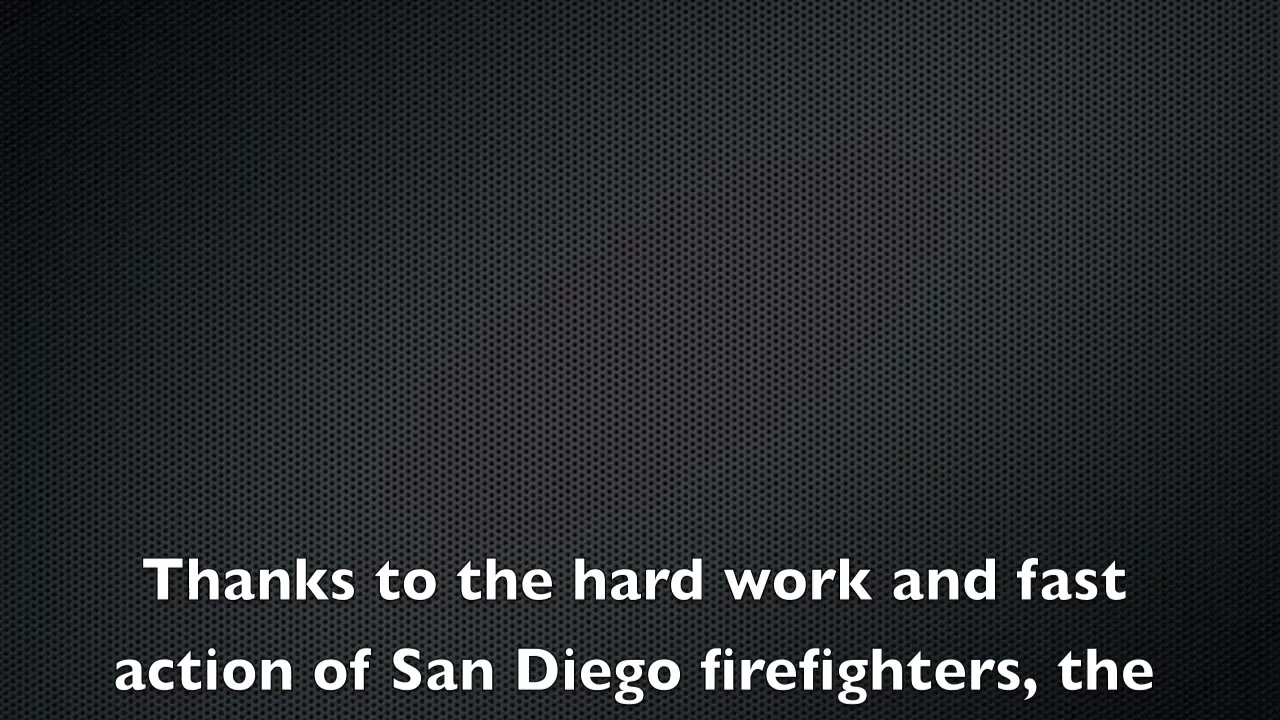 Thanks to the hard work and fast
action of San Diego firefighters, the